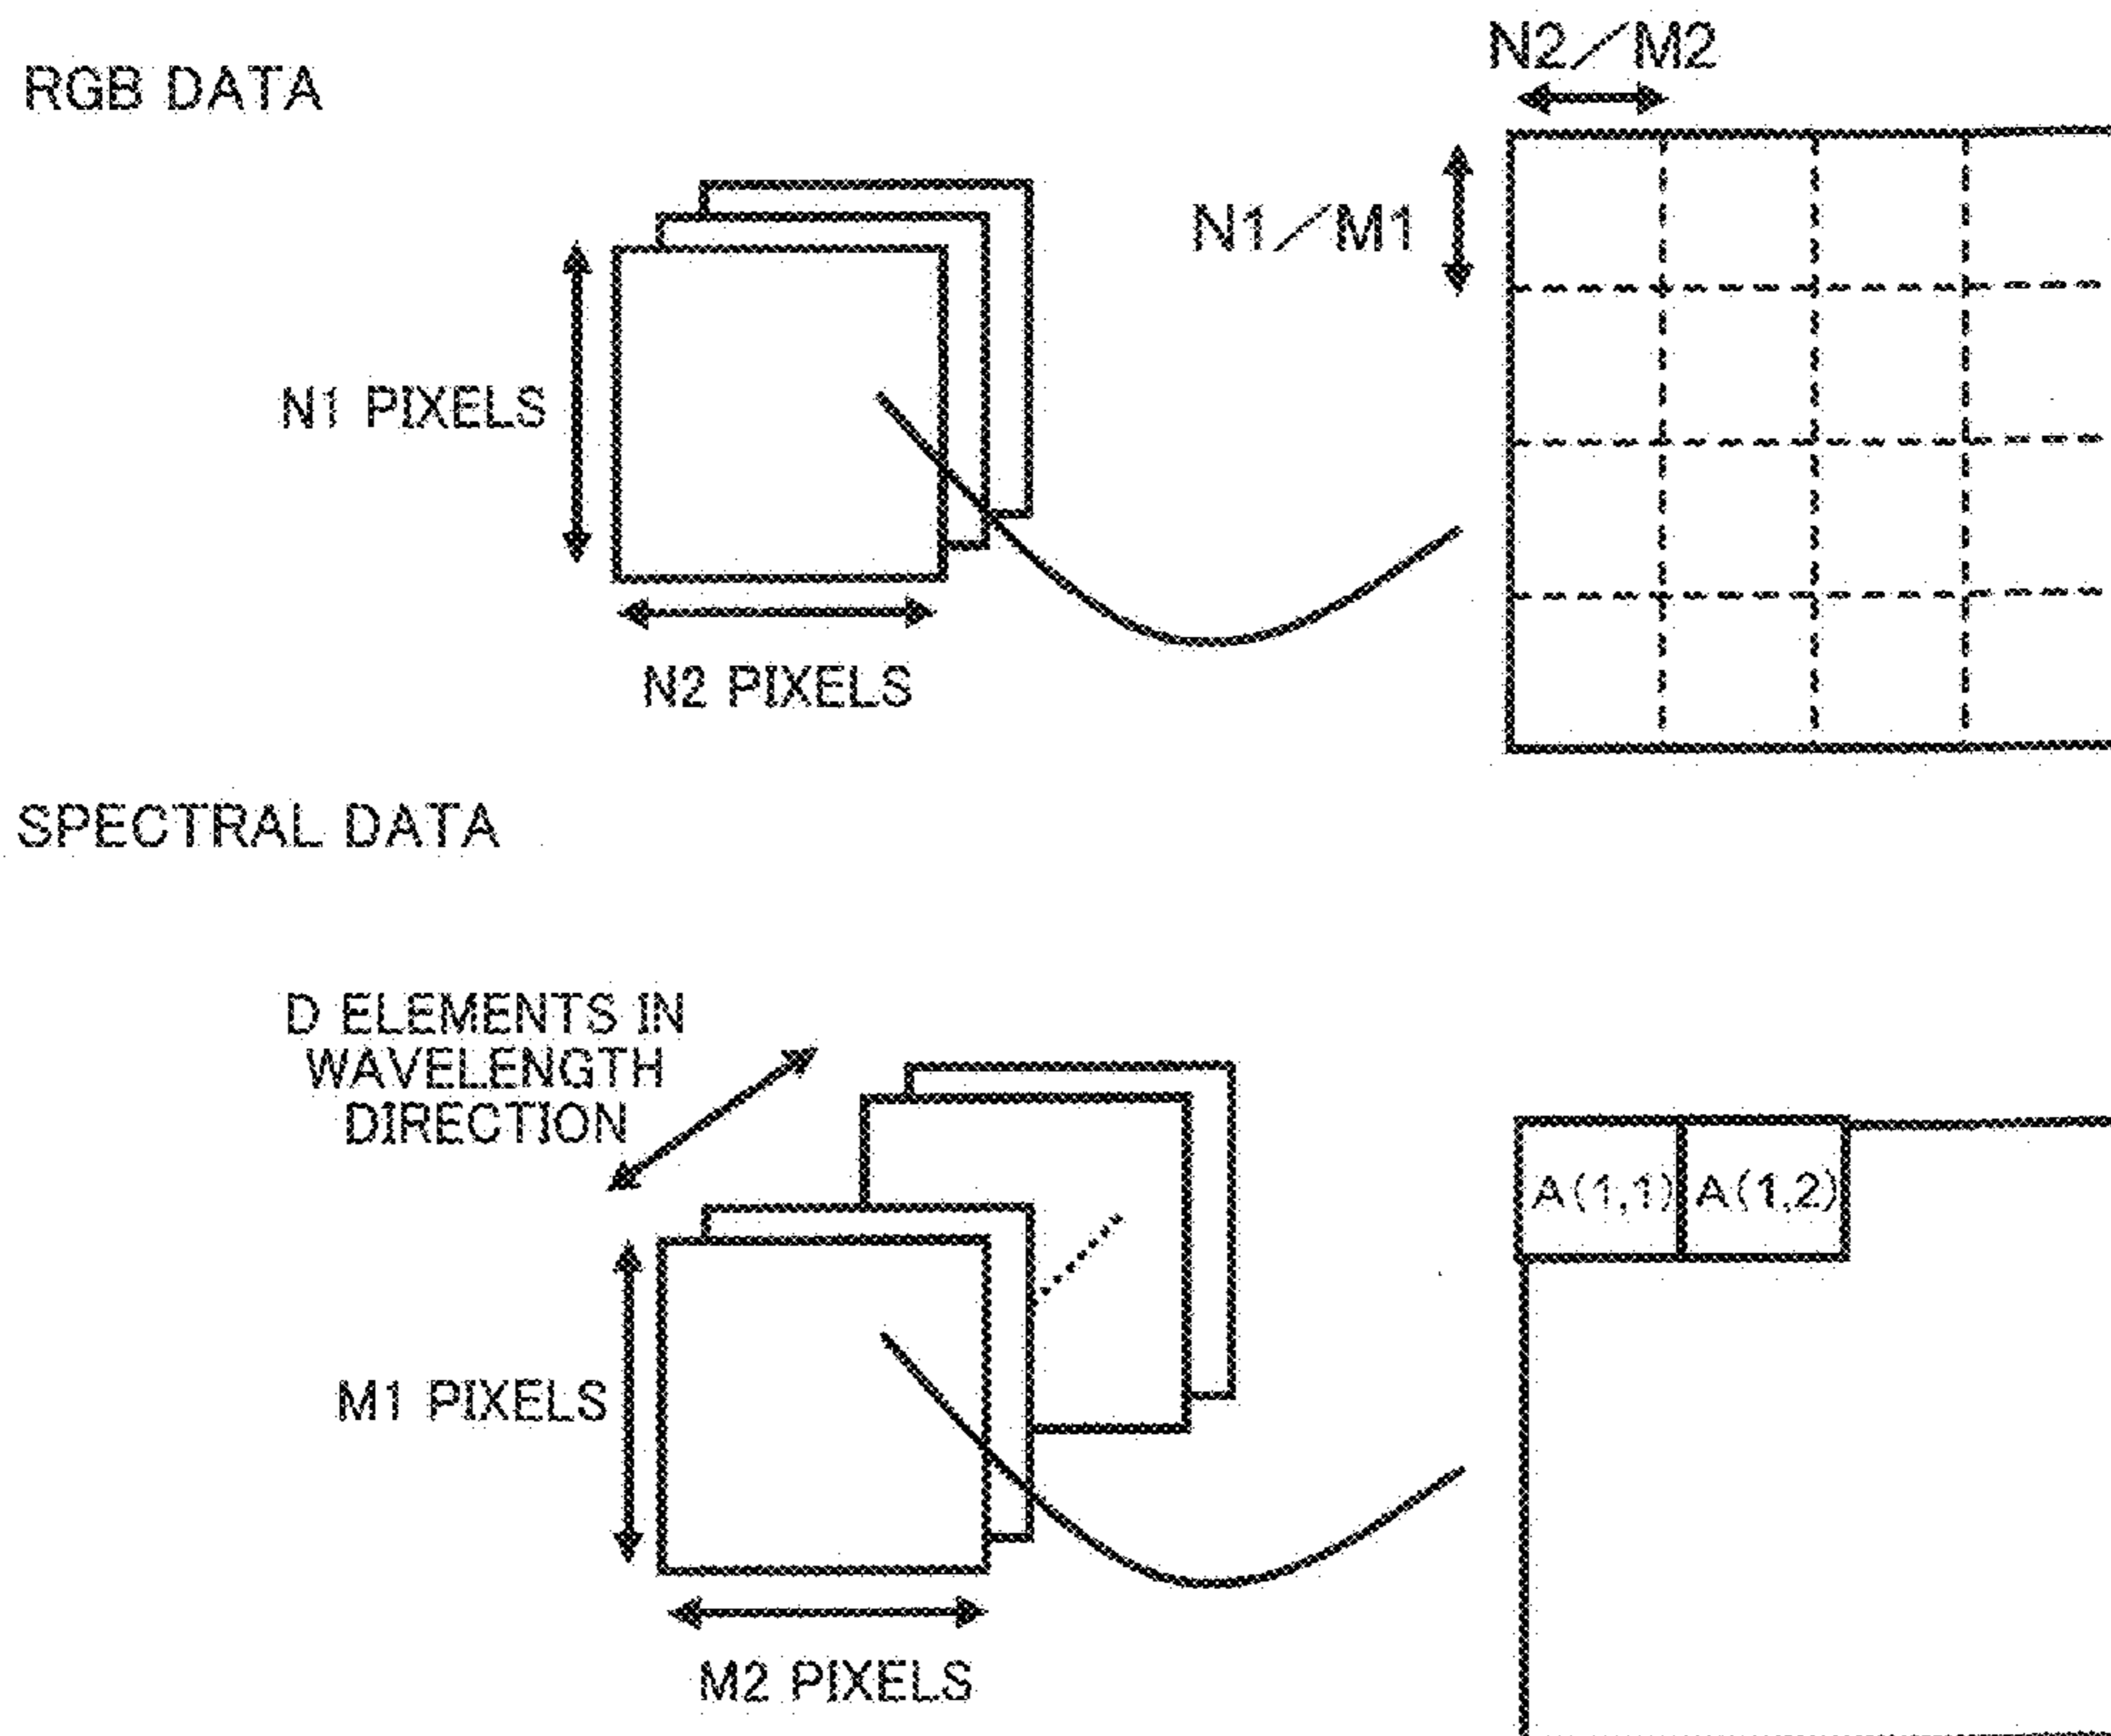 RGB DATA
N2/M2
N1/M1
N1 PIXELS
N2 PIXELS
SPECTRAL DATA
D ELEMENTS IN
WAVELENGTH
DIRECTION
A(1,1) A(1,2)
M1 PIXELS
M2 PIXELS